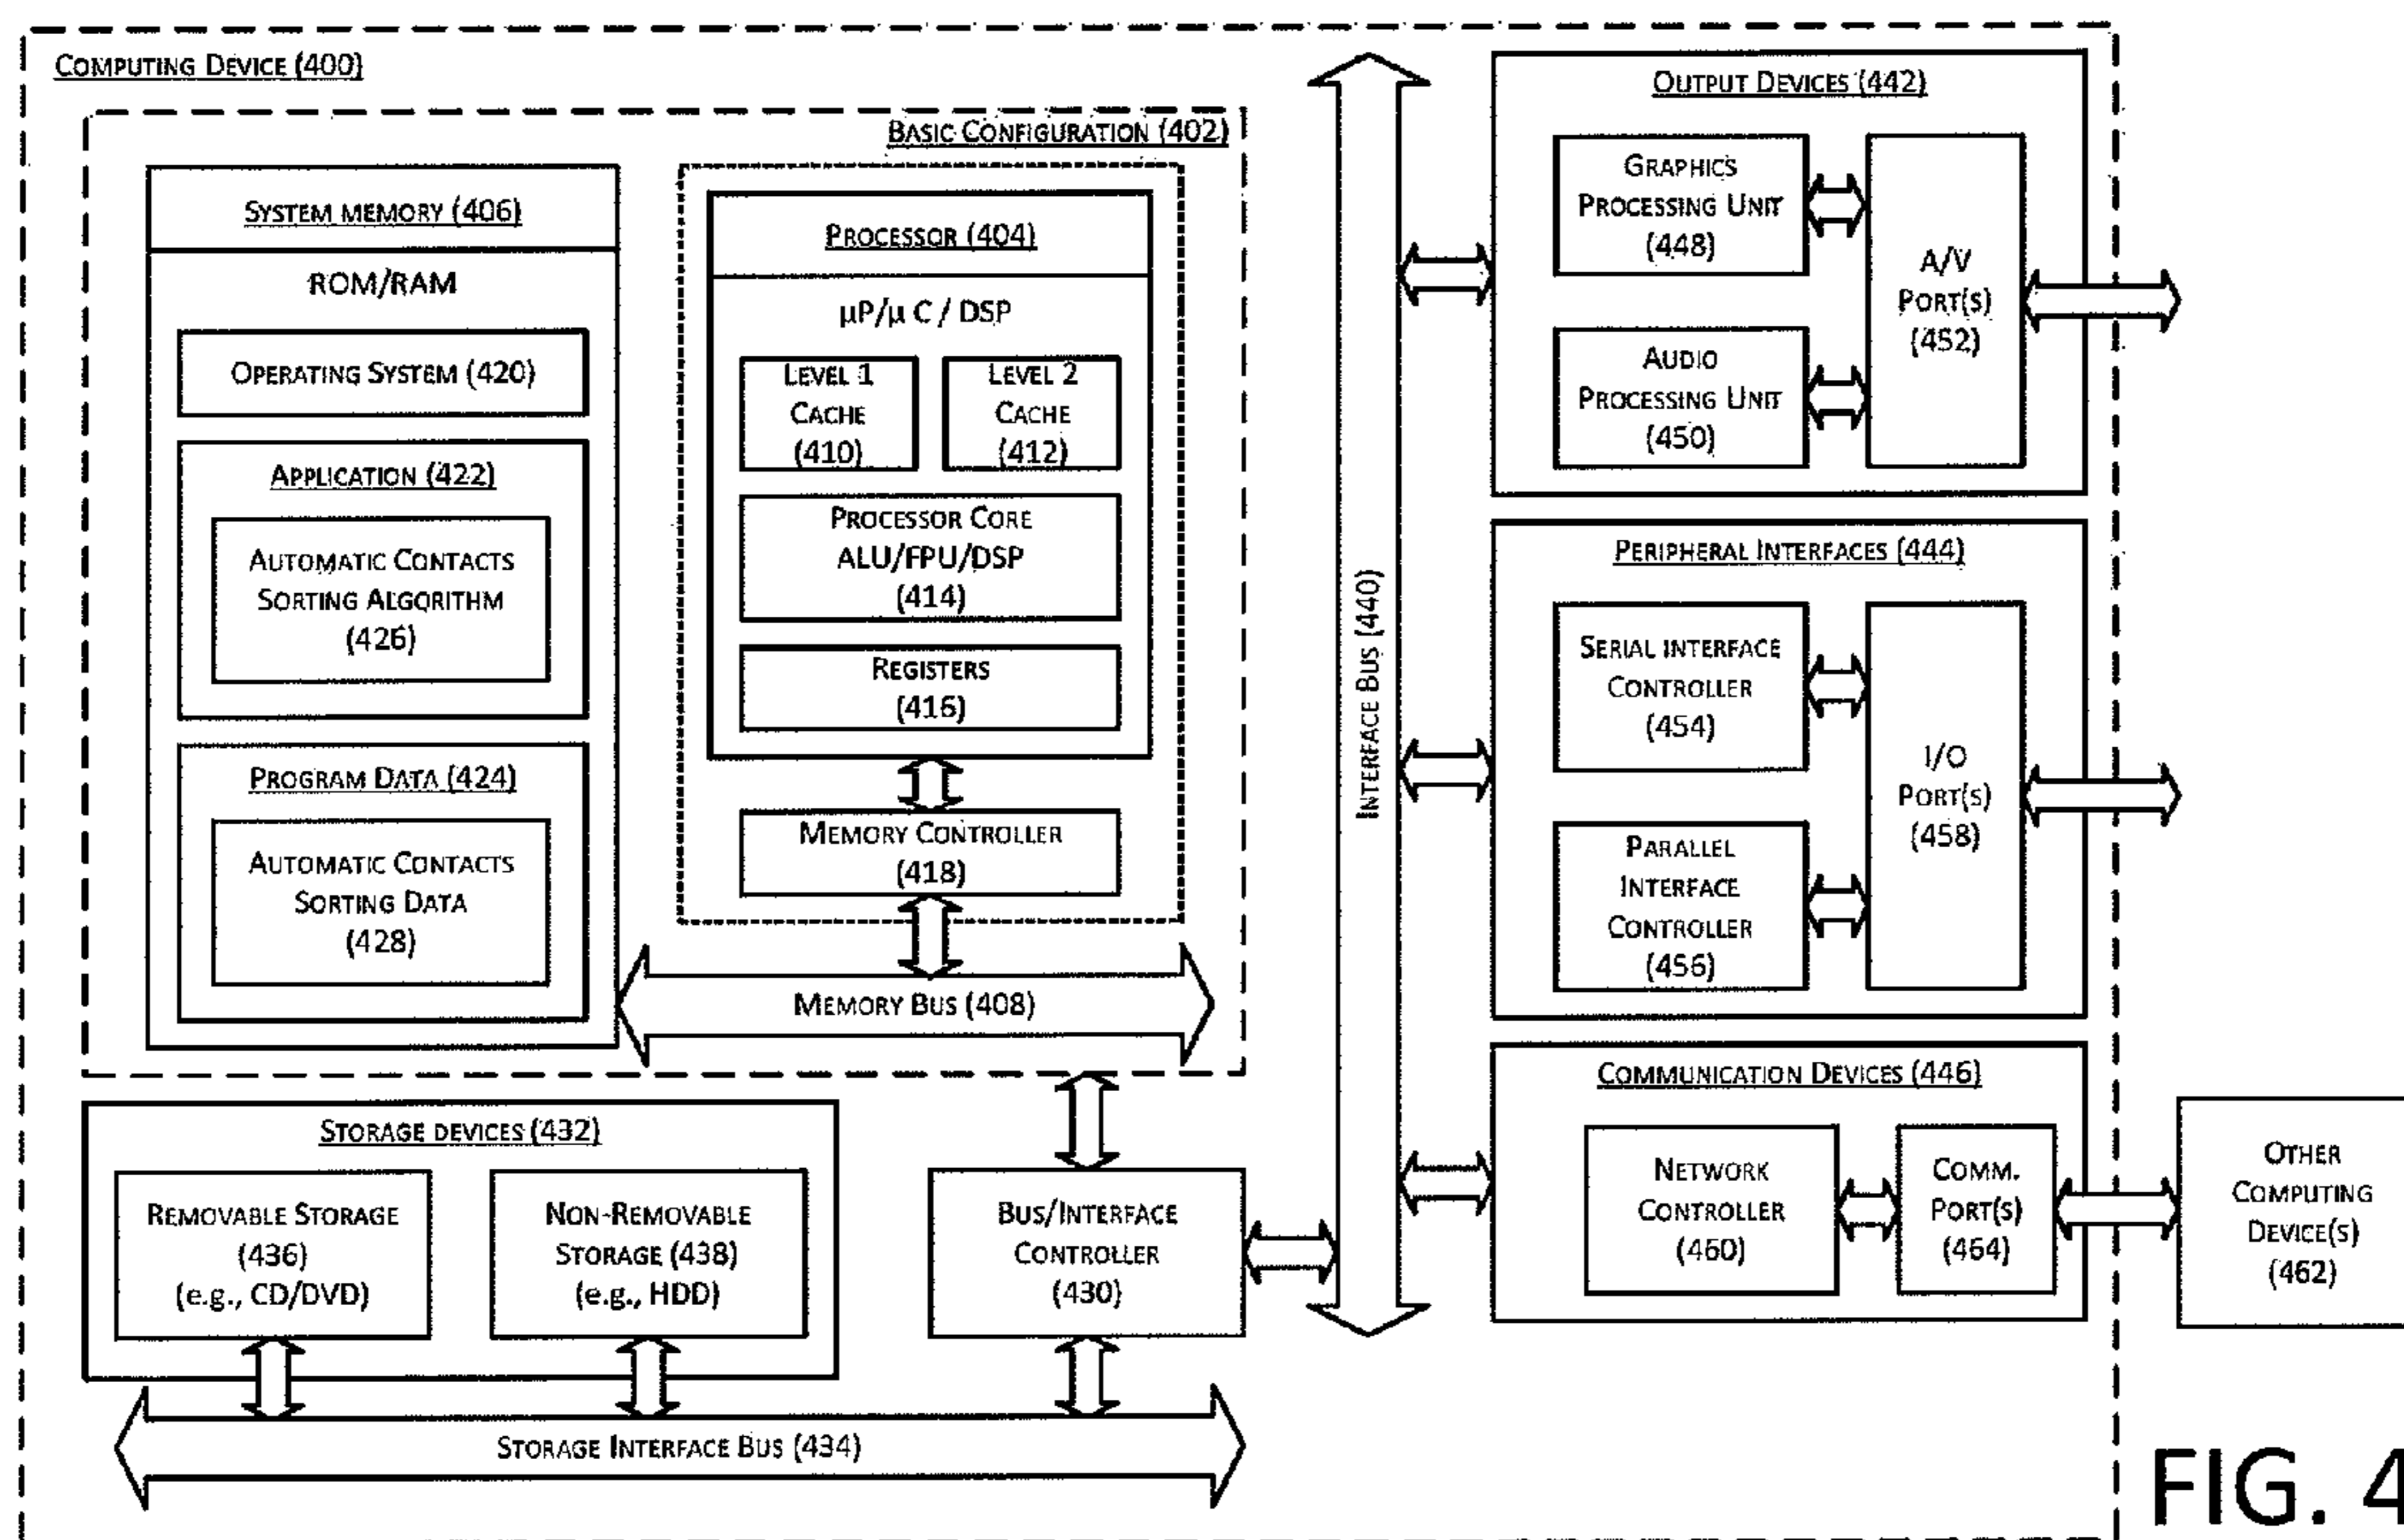 COMPUTING DEVICE (400)
BASIC CONFIGURATION (402)
SYSTEM MEMORY (406)
ROM/RAM
OPERATING SYSTEM (420)
APPLICATION (422)
AUTOMATIC CONTACTS
SORTING ALGORITHM
(426)
PROGRAM DATA (424)
AUTOMATIC CONTACTS
SORTING DATA
(428)
PROCESSOR (404)
µP/µ C / DSP
LEVEL 1
CACHE
(410)
LEVEL 2
CACHE
(412)
PROCESSOR CORE
ALU/FPU/DSP
(414)
REGISTERS
(416)
MEMORY CONTROLLER
(418)
MEMORY BUS (408)
STORAGE DEVICES (432)
REMOVABLE STORAGE
(436)
(e.g., CD/DVD)
NON-REMOVABLE
STORAGE (438)
(e.g., HDD)
BUS/INTERFACE
CONTROLLER
(430)
STORAGE INTERFACE BUS (434)
INTERFACE BUS (440)
OUTPUT DEVICES (442)
GRAPHICS
PROCESSING UNIT
(448)
AUDIO
PROCESSING UNIT
(450)
A/V
PORT(S)
(452)
PERIPHERAL INTERFACES (444)
SERIAL INTERFACE
CONTROLLER
(454)
PARALLEL
INTERFACE
CONTROLLER
(456)
I/O
PORT(S)
(458)
COMMUNICATION DEVICES (446)
NETWORK
CONTROLLER
(460)
COMM.
PORT(S)
(464)
OTHER
COMPUTING
DEVICE(S)
(462)
FIG. 4